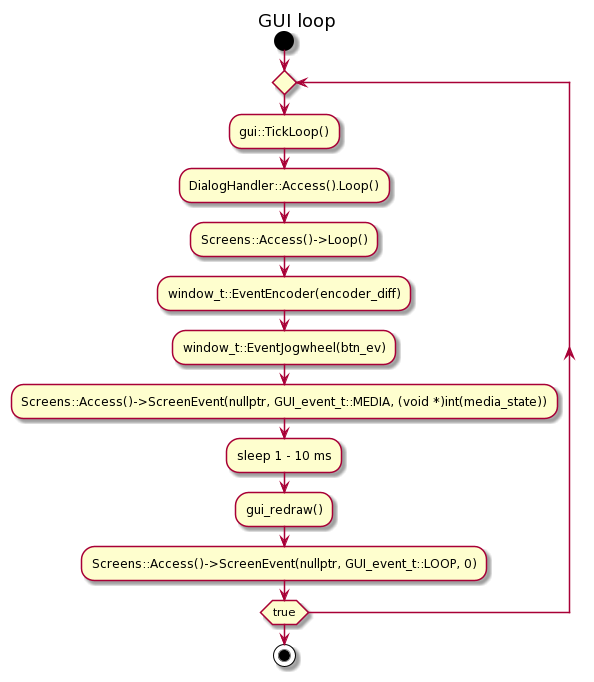 GUI loop
gui::TickLoop()
DialogHandler::Access().Loop()
Screens::Access()->Loop()
window_t::EventEncoder(encoder_diff)
window_t::EventJogwheel(btn_ev)
Screens::Access()->ScreenEvent(nullptr, GUI_event_t::MEDIA, (void *)int(media_state))
sleep 1 - 10 ms
gui_redraw()
Screens::Access()->ScreenEvent(nullptr, GUI_event_t::LOOP, 0)
true